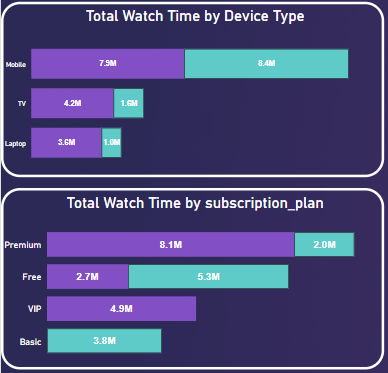 Total Watch Time by Device Type
Mobile 7.9M 8.4M
TV 4.2M 1.6M
Laptop 3.6M 1.0M
Total Watch Time by subscription_plan
Premium 8.1M 2.0M
Free 2.7M 5.3M
VIP 4.9M
Basic 3.8M